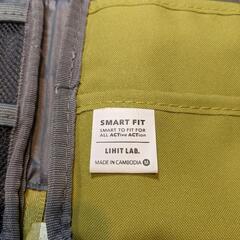 SMART FIT
SMART TO FIT FOR
ALL ACTive ACTion
LIHIT LAB.
MADE IN CAMBODIA M